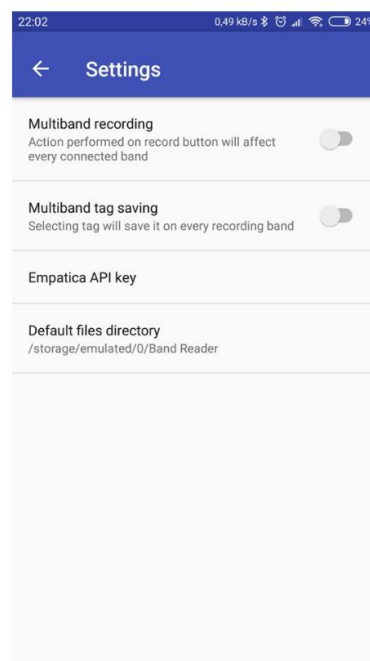 22:02 0,49 kB/s 24%
Settings
Multiband recording
Action performed on record button will affect
every connected band
Multiband tag saving
Selecting tag will save it on every recording band
Empatica API key
Default files directory
/storage/emulated/0/Band Reader